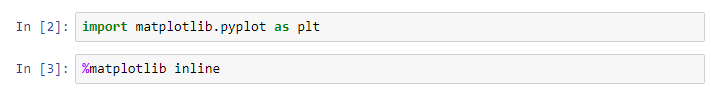 In [2]: import matplotlib.pyplot as plt
In [3]: %matplotlib inline